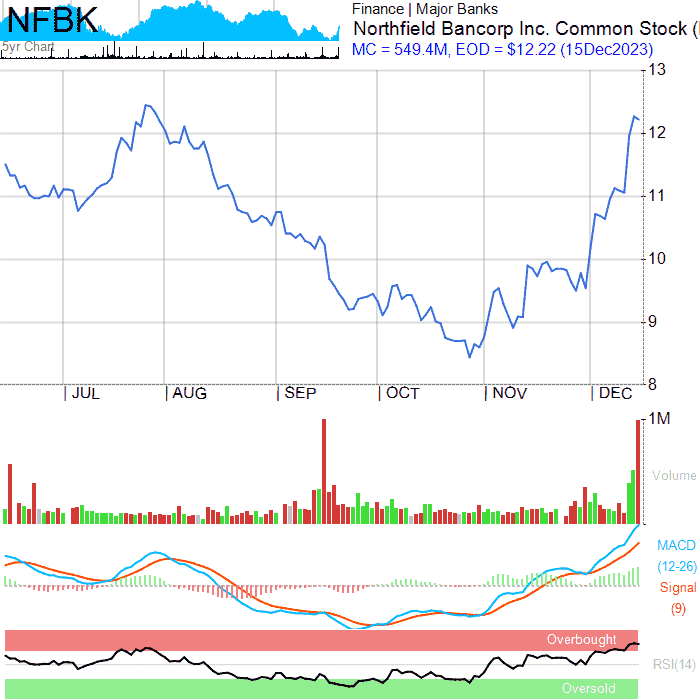 NFBK
5yr Chart
Finance | Major Banks
Northfield Bancorp Inc. Common Stock (
MC = 549.4M, EOD = $12.22 (15Dec2023)
13
12
11
10
9
8
JUL AUG SEP OCT NOV DEC
1M
Volume
MACD
(12-26)
Signal
(9)
Overbought
RSI(14)
Oversold